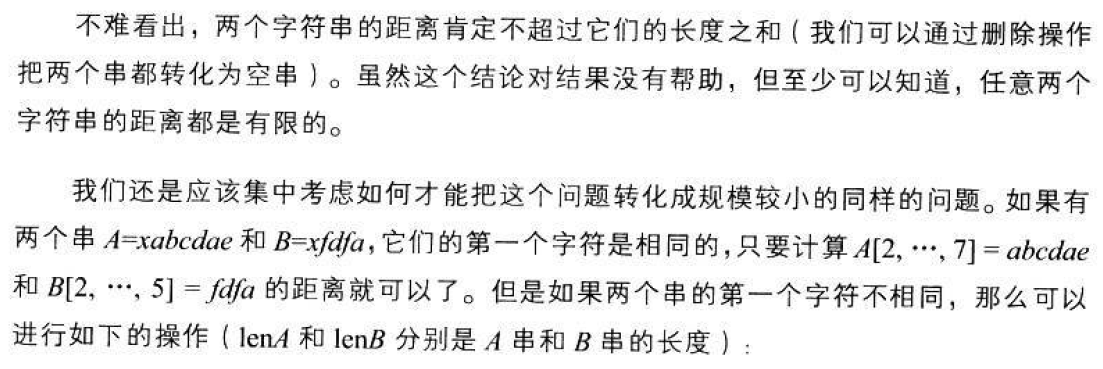 不难看出，两个字符串的距离肯定不超过它们的长度之和（我们可以通过删除操作
把两个串都转化为空串）。虽然这个结论对结果没有帮助，但至少可以知道，任意两个
字符串的距离都是有限的。
我们还是应该集中考虑如何才能把这个问题转化成规模较小的同样的问题。如果有
两个串 A=xabcdae 和 B=xfdfa，它们的第一个字符是相同的，只要计算 A[2, …, 7] = abcdae
和 B[2, …, 5] = fdfa 的距离就可以了。但是如果两个串的第一个字符不相同，那么可以
进行如下的操作（lenA 和 lenB 分别是 A 串和 B 串的长度）：